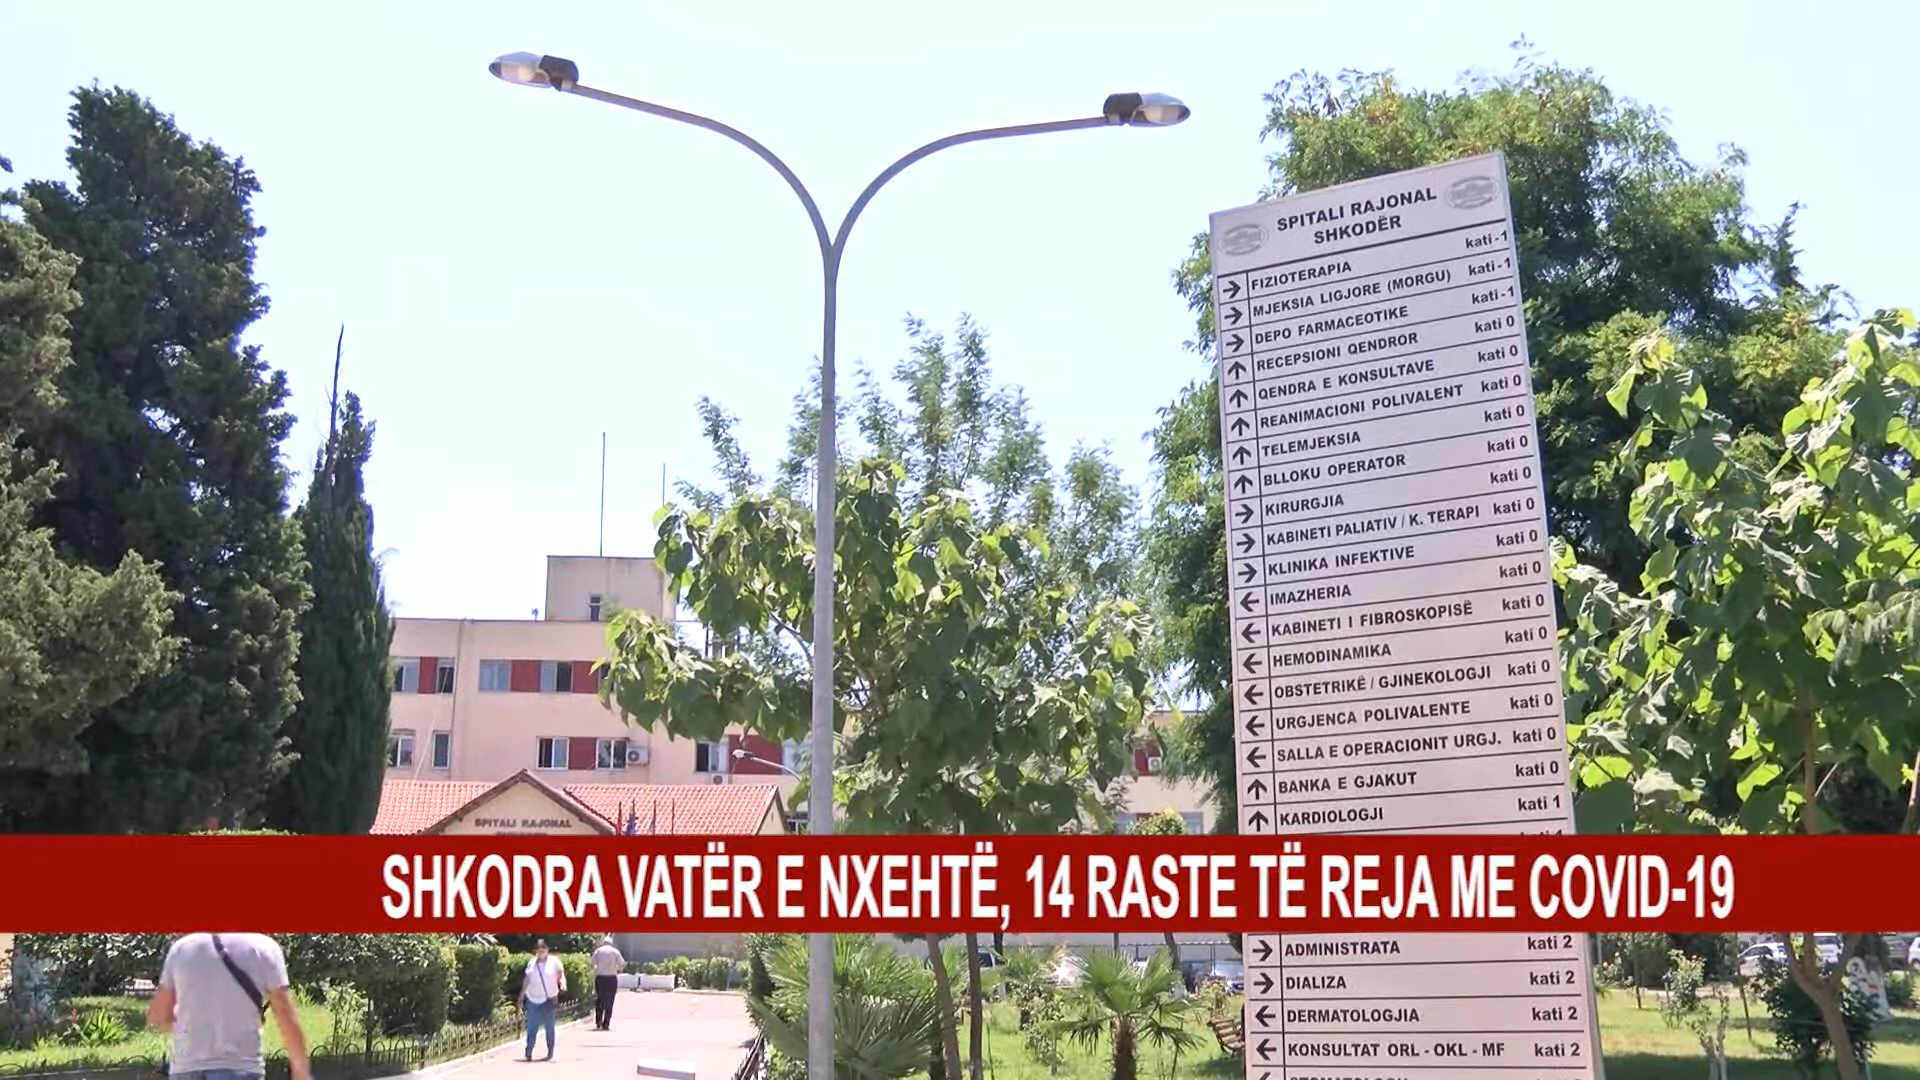 SPITALI RAJONAL
SHKODËR
kati -1
FIZIOTERAPIA
kati -1
MJEKSIA LIGJORE (MORGU)
kati -1
DEPO FARMACEOTIKE
kati 0
RECEPSIONI QENDROR
kati 0
QENDRA E KONSULTAVE
kati 0
REANIMACIONI POLIVALENT
kati 0
TELEMJEKSIA
kati 0
BLLOKU OPERATOR
kati 0
KIRURGJIA
kati 0
KABINETI PALIATIV / K. TERAPI
kati 0
KLINIKA INFEKTIVE
kati 0
IMAZHERIA
kati 0
KABINETI I FIBROSKOPISË
kati 0
HEMODINAMIKA
kati 0
OBSTETRIKË / GJINEKOLOGJI
kati 0
URGJENCA POLIVALENTE
kati 0
SALLA E OPERACIONIT URGJ.
kati 0
BANKA E GJAKUT
kati 1
KARDIOLOGJI
SPITALI RAJONAL
SHKODRA VATËR E NXEHTË, 14 RASTE TË REJA ME COVID-19
ADMINISTRATA kati 2
DIALIZA kati 2
DERMATOLOGJIA kati 2
KONSULTAT ORL - OKL - MF kati 2